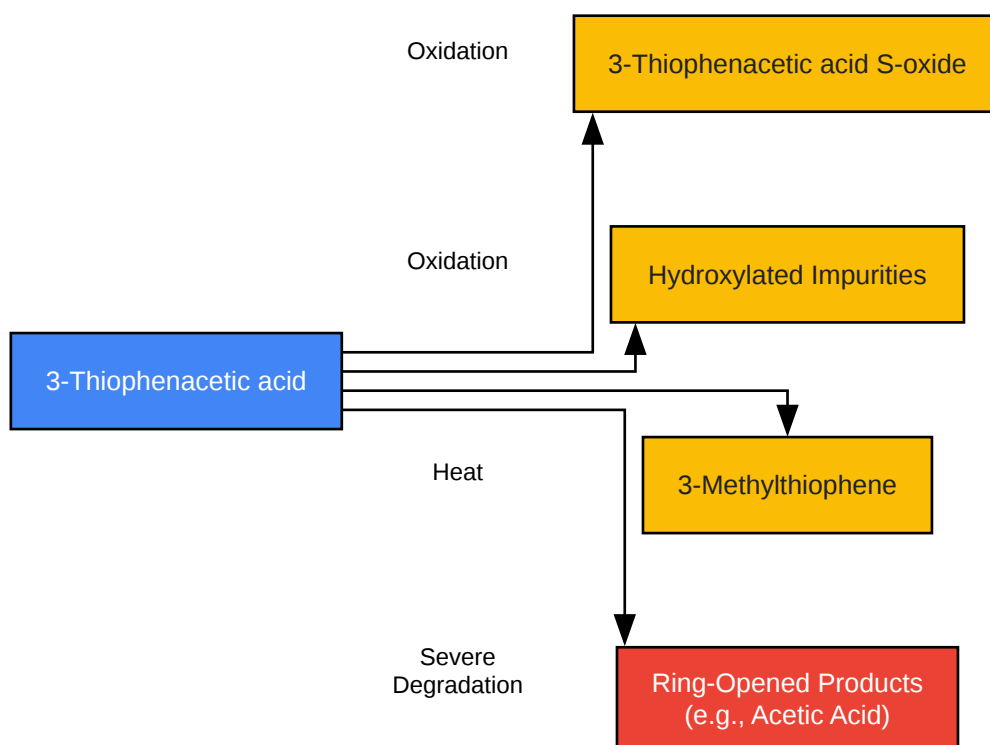 Oxidation
3-Thiophenacetic acid S-oxide
Oxidation
Hydroxylated Impurities
3-Thiophenacetic acid
Heat
3-Methylthiophene
Severe
Degradation
Ring-Opened Products
(e.g., Acetic Acid)